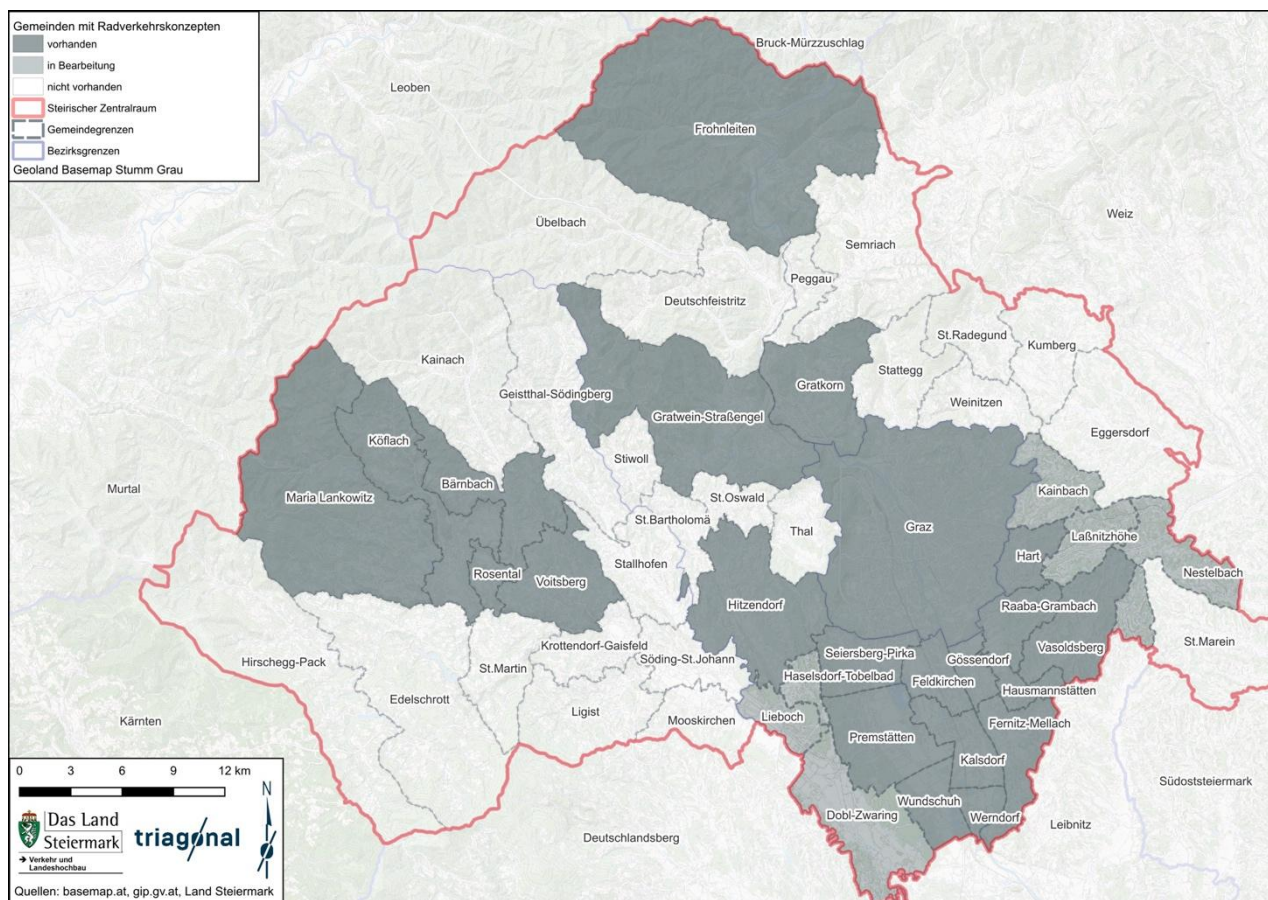 Gemeinden mit Radverkehrskonzepten
vorhanden
in Bearbeitung
nicht vorhanden
Steirischer Zentralraum
Gemeindegrenzen
Bezirksgrenzen
Geoland Basemap Stumm Grau
Bruck-Mürzzuschlag
Leoben
Frohnleiten
Weiz
Übelbach
Semriach
Peggau
Deutschfeistritz
St.Radegund
Kumberg
Kainach
Stattegg
Gratkorn
Geistthal-Södingberg
Weinitzen
Gratwein-Straßengel
Eggersdorf
Köflach
Stiwoll
Bärnbach
Murtal
Maria Lankowitz
Kainbach
St.Oswald
St.Bartholomä
Graz
Thal
Laßnitzhöhe
Hart
Stallhofen
Rosental
Voitsberg
Nestelbach
Hitzendorf
Raaba-Grambach
St.Marein
Krottendorf-Gaisfeld
Vasoldsberg
Seiersberg-Pirka
Gössendorf
Hirschegg-Pack
St.Martin
Söding-St.Johann
Haselsdorf-Tobelbad
Feldkirchen
Hausmannstätten
Edelschrott
Ligist
Lieboch
Mooskirchen
Fernitz-Mellach
Kärnten
Premstätten
Kalsdorf
Südoststeiermark
Wundschuh
Dobl-Zwaring
Werndorf
Leibnitz
Deutschlandsberg
0 3 6 9 12 km
N
Das Land
Steiermark
→ Verkehr und
Landeshochbau
triagonal
Quellen: basemap.at, gip.gv.at, Land Steiermark